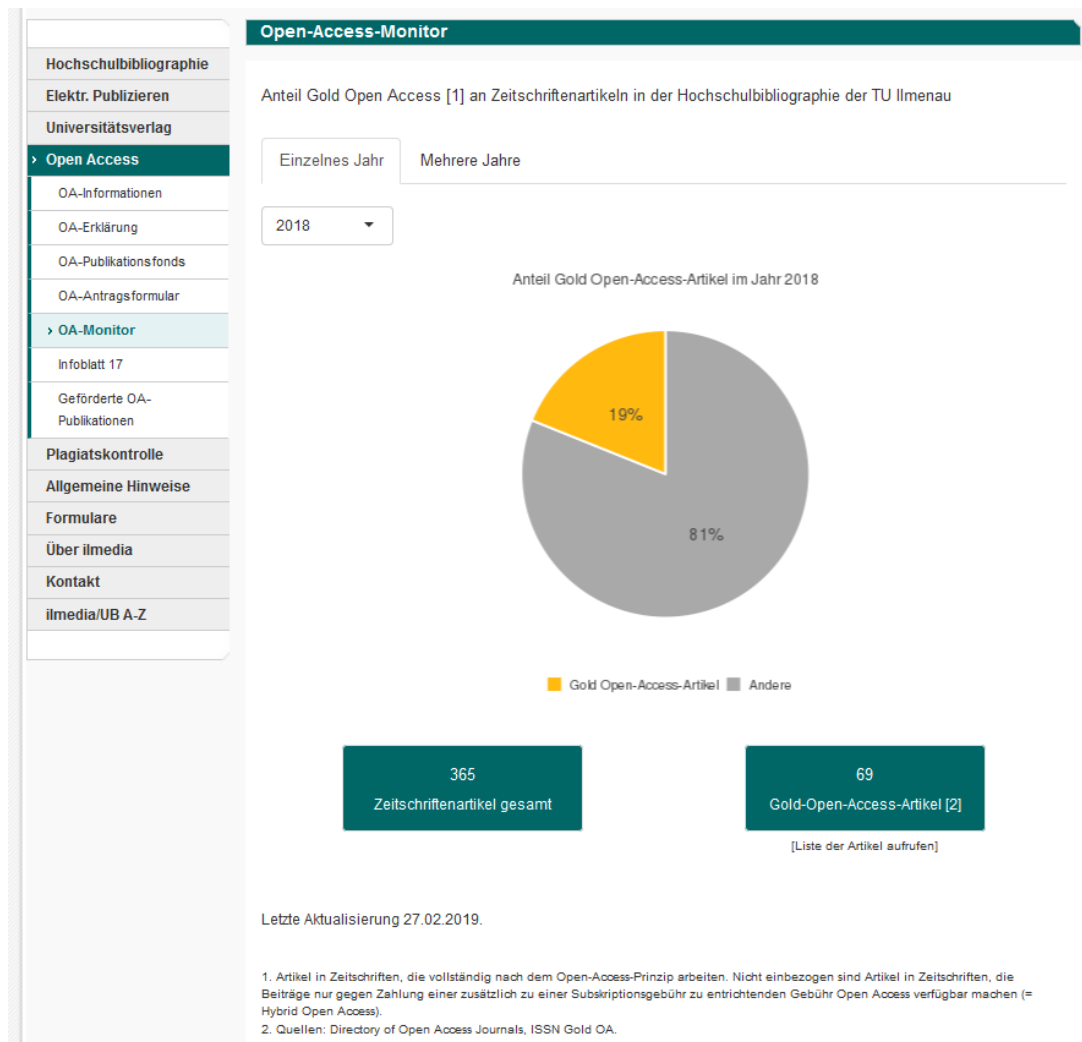 Open-Access-Monitor
Hochschulbibliographie
Elektr. Publizieren
Universitätsverlag
Open Access
OA-Informationen
OA-Erklärung
OA-Publikationsfonds
OA-Antragsformular
OA-Monitor
Infoblatt 17
Geförderte OA-
Publikationen
Plagiatskontrolle
Allgemeine Hinweise
Formulare
Über ilmedia
Kontakt
ilmedia/UB A-Z
Anteil Gold Open Access [1] an Zeitschriftenartikeln in der Hochschulbibliographie der TU Ilmenau
Einzelnes Jahr
Mehrere Jahre
2018
Anteil Gold Open-Access-Artikel im Jahr 2018
19%
81%
Gold Open-Access-Artikel
Andere
365
Zeitschriftenartikel gesamt
69
Gold-Open-Access-Artikel [2]
[Liste der Artikel aufrufen]
Letzte Aktualisierung 27.02.2019.
1. Artikel in Zeitschriften, die vollständig nach dem Open-Access-Prinzip arbeiten. Nicht einbezogen sind Artikel in Zeitschriften, die
Beiträge nur gegen Zahlung einer zusätzlich zu einer Subskriptionsgebühr zu entrichtenden Gebühr Open Access verfügbar machen (=
Hybrid Open Access).
2. Quellen: Directory of Open Access Journals, ISSN Gold OA.